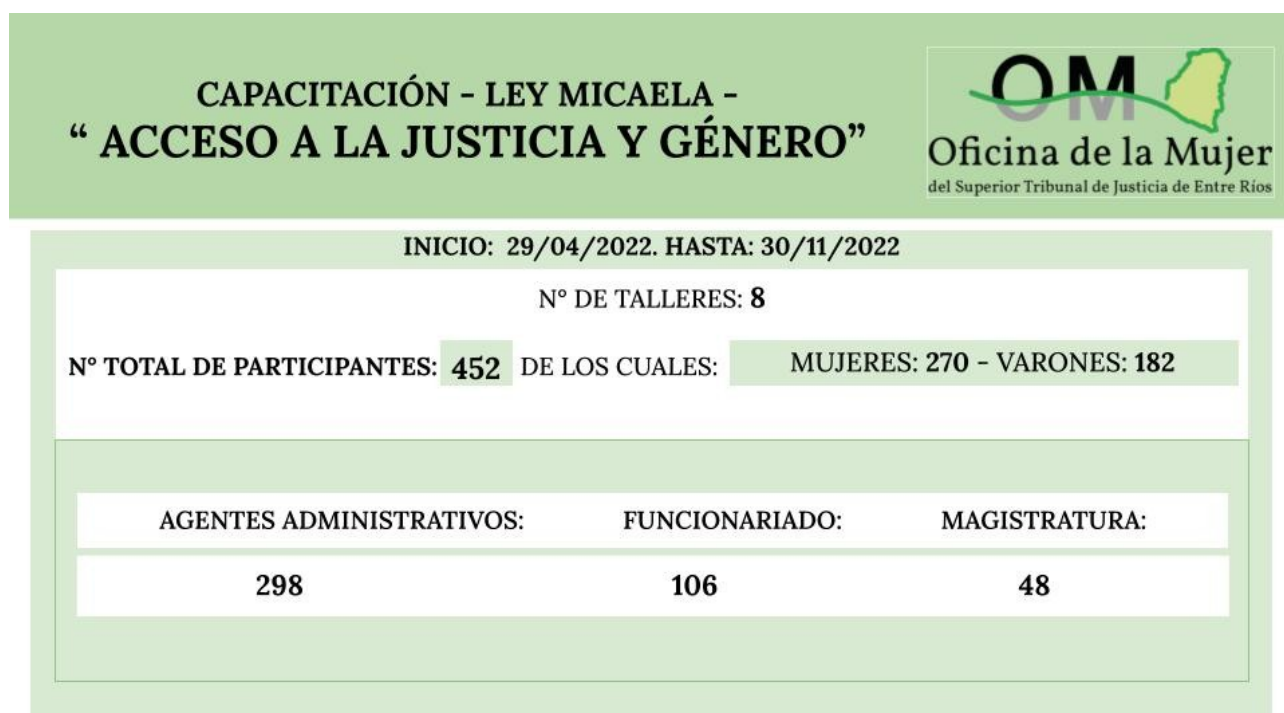 CAPACITACIÓN - LEY MICAELA -
“ ACCESO A LA JUSTICIA Y GÉNERO”
OM
Oficina de la Mujer
del Superior Tribunal de Justicia de Entre Ríos
INICIO: 29/04/2022. HASTA: 30/11/2022
N° DE TALLERES: 8
N° TOTAL DE PARTICIPANTES: 452 DE LOS CUALES: MUJERES: 270 - VARONES: 182
AGENTES ADMINISTRATIVOS: FUNCIONARIADO: MAGISTRATURA:
298 106 48